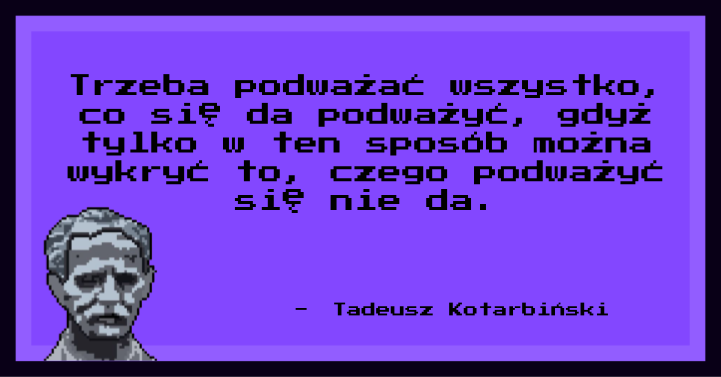 Trzeba podważać wszystko,
co się da podważyć, gdyż
tylko w ten sposób można
wykryć to, czego podważyć
się nie da.
- Tadeusz Kotarbiński